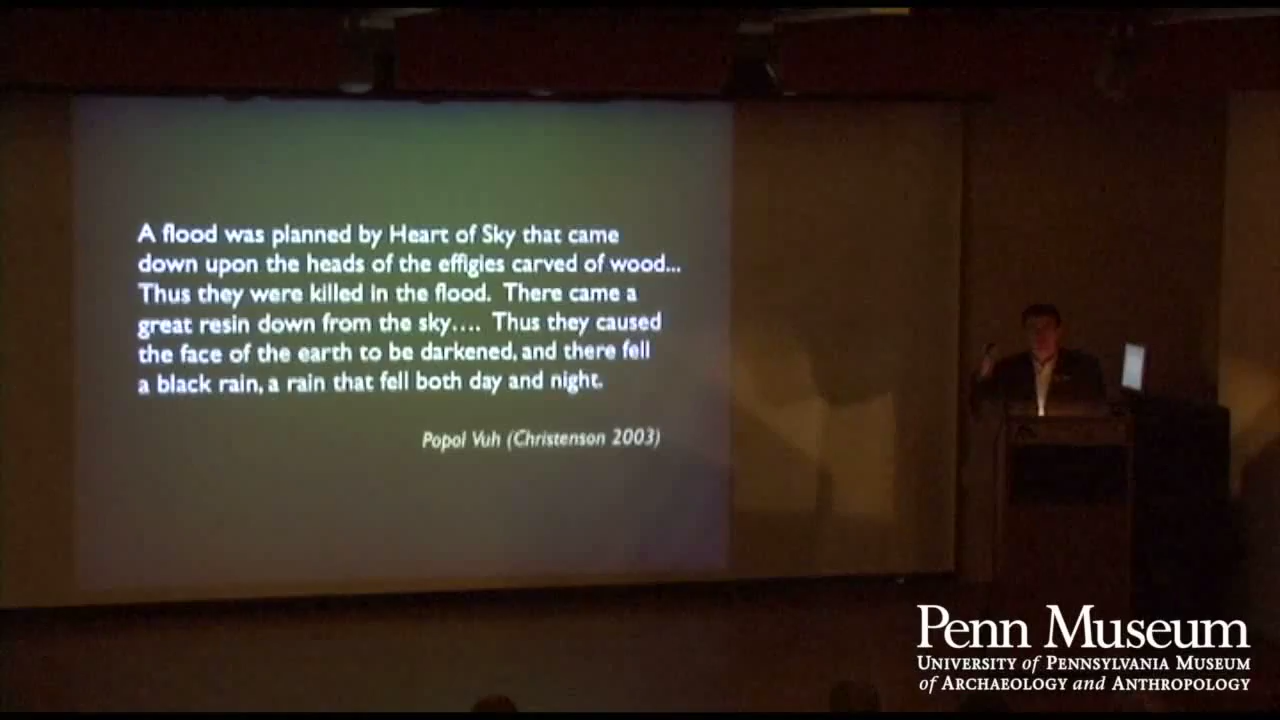 A flood was planned by Heart of Sky that came
down upon the heads of the effigies carved of wood...
Thus they were killed in the flood.  There came a
great resin down from the sky....  Thus they caused
the face of the earth to be darkened, and there fell
a black rain, a rain that fell both day and night.
Popol Vuh (Christenson 2003)
Penn Museum
UNIVERSITY of PENNSYLVANIA MUSEUM
of ARCHAEOLOGY and ANTHROPOLOGY